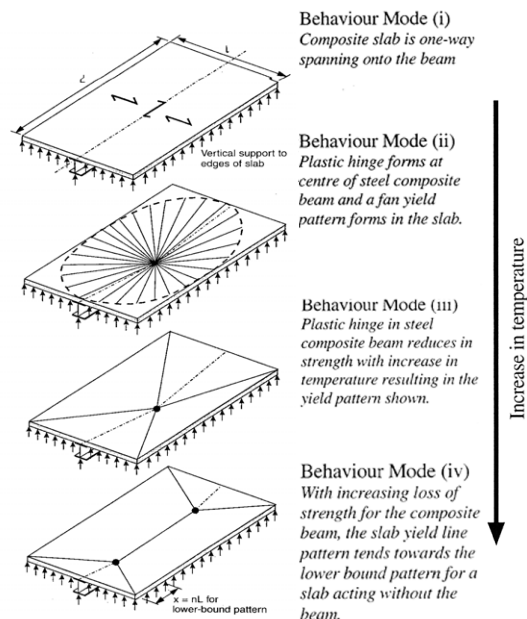 Behaviour Mode (i)
Composite slab is one-way
spanning onto the beam
L
l
Vertical support to
edges of slab
Behaviour Mode (ii)
Plastic hinge forms at
centre of steel composite
beam and a fan yield
pattern forms in the slab.
Behaviour Mode (iii)
Plastic hinge in steel
composite beam reduces in
strength with increase in
temperature resulting in the
yield pattern shown.
Behaviour Mode (iv)
With increasing loss of
strength for the composite
beam, the slab yield line
pattern tends towards the
lower bound pattern for a
slab acting without the
beam.
x = nL for
lower-bound pattern
Increase in temperature